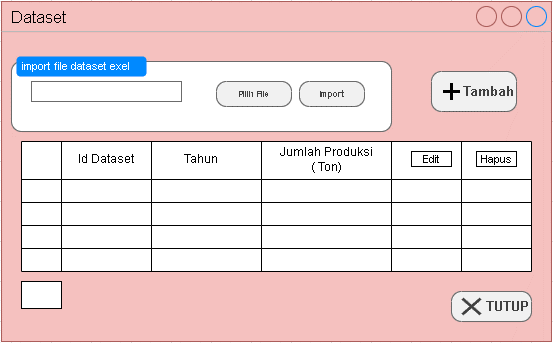 Dataset
import file dataset exel
Pilih File
Import
Tambah
Id Dataset
Tahun
Jumlah Produksi
( Ton)
Edit
Hapus
TUTUP